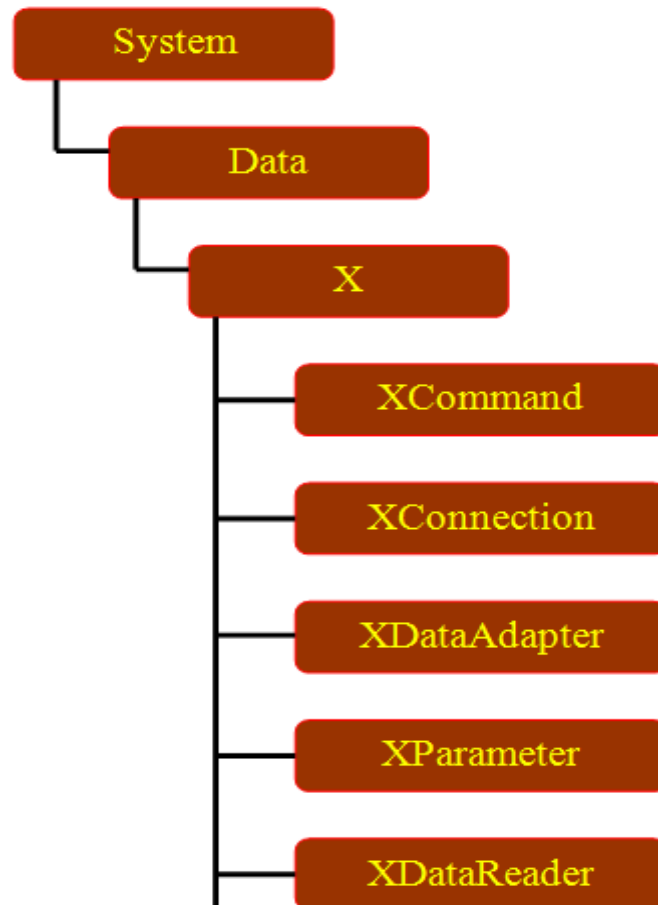 System
Data
X
XCommand
XConnection
XDataAdapter
XParameter
XDataReader